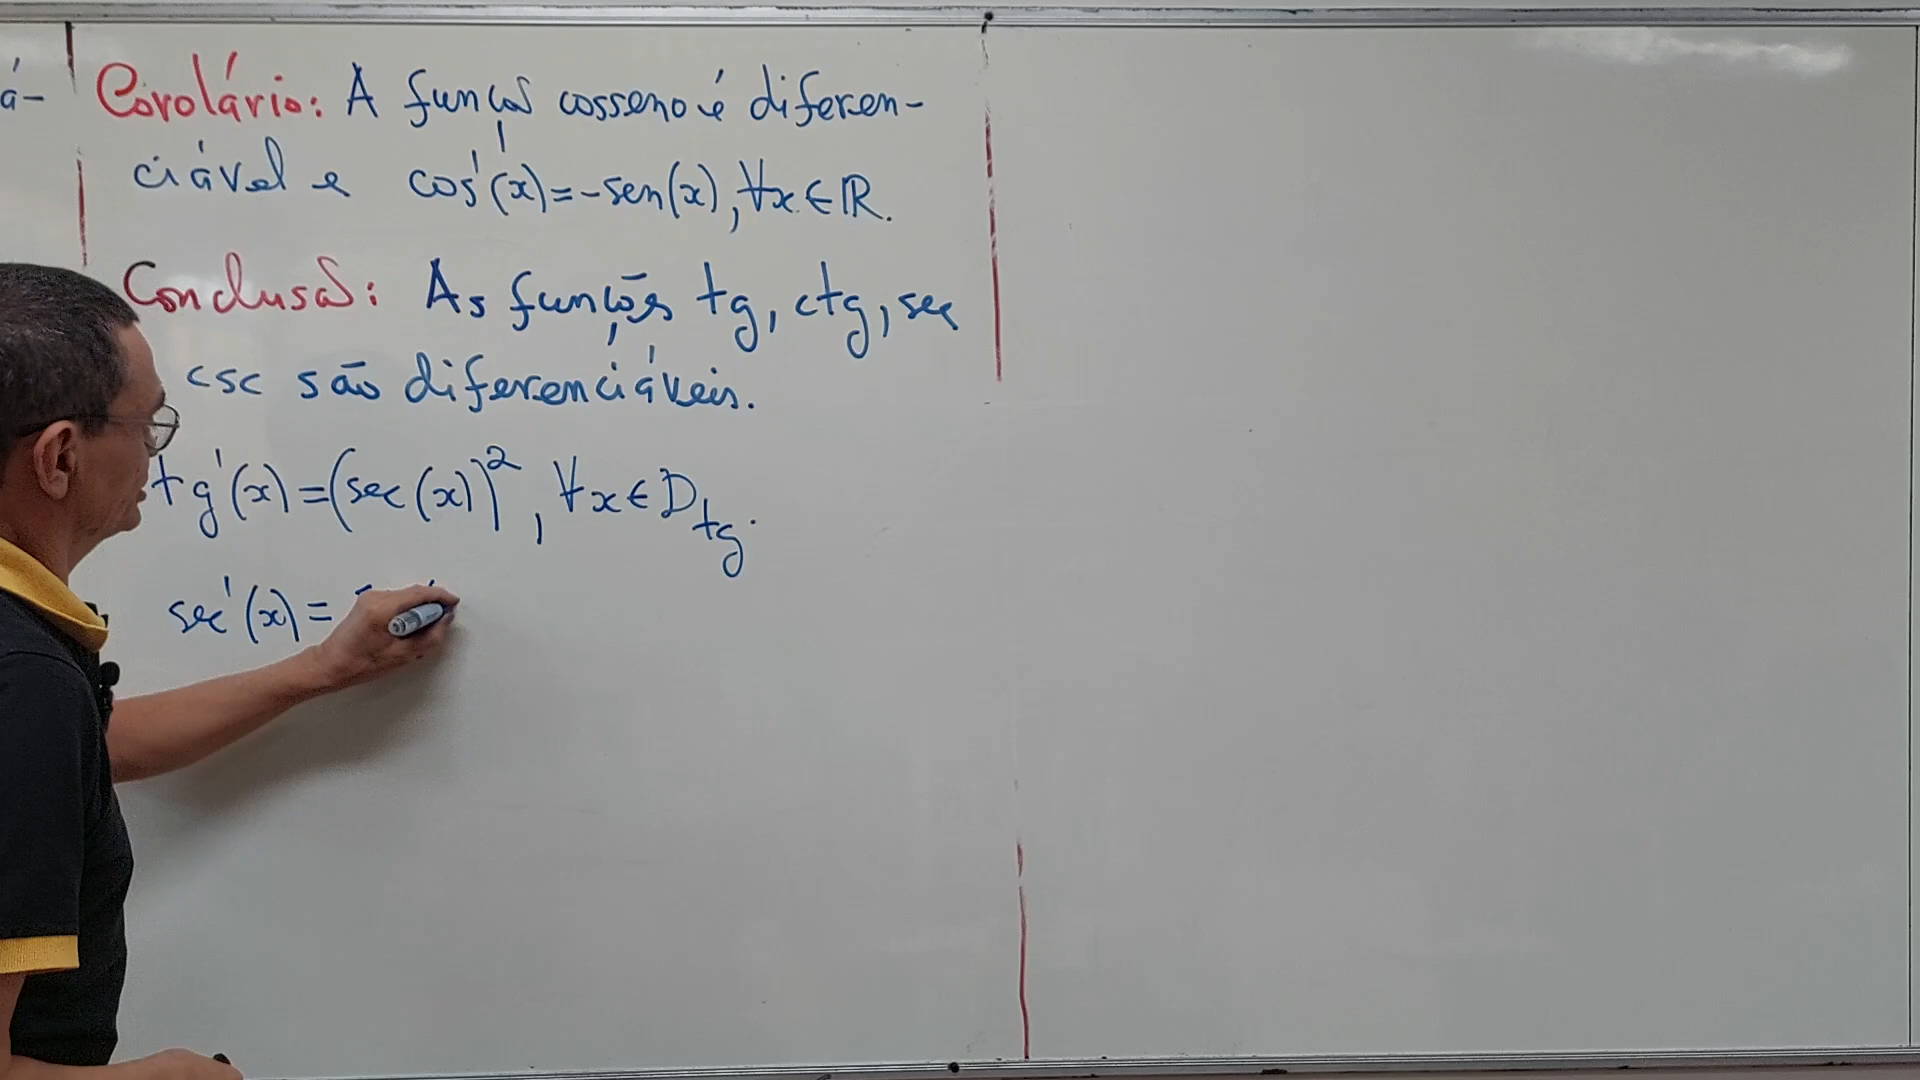 á-
Corolário: A função cosseno é diferen-
ciável e cos'(x)=-sen(x), ∀x ∈ ℝ.
Conclusão: As funções tg, ctg, sec
csc são diferenciáveis.
tg'(x)=(sec(x))², ∀x ∈ D_tg.
sec'(x)=